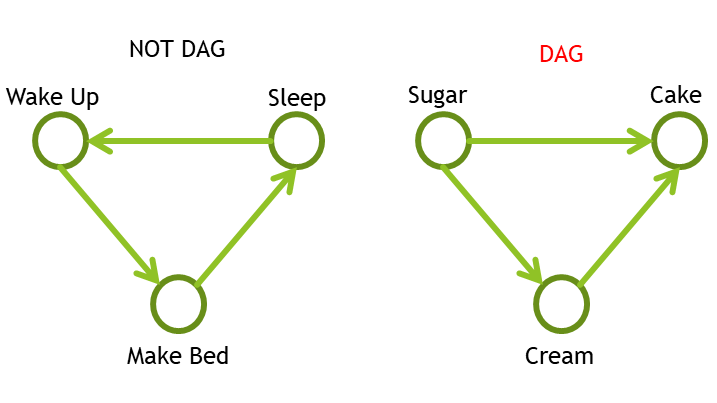 NOT DAG
Wake Up
Sleep
Make Bed
DAG
Sugar
Cake
Cream